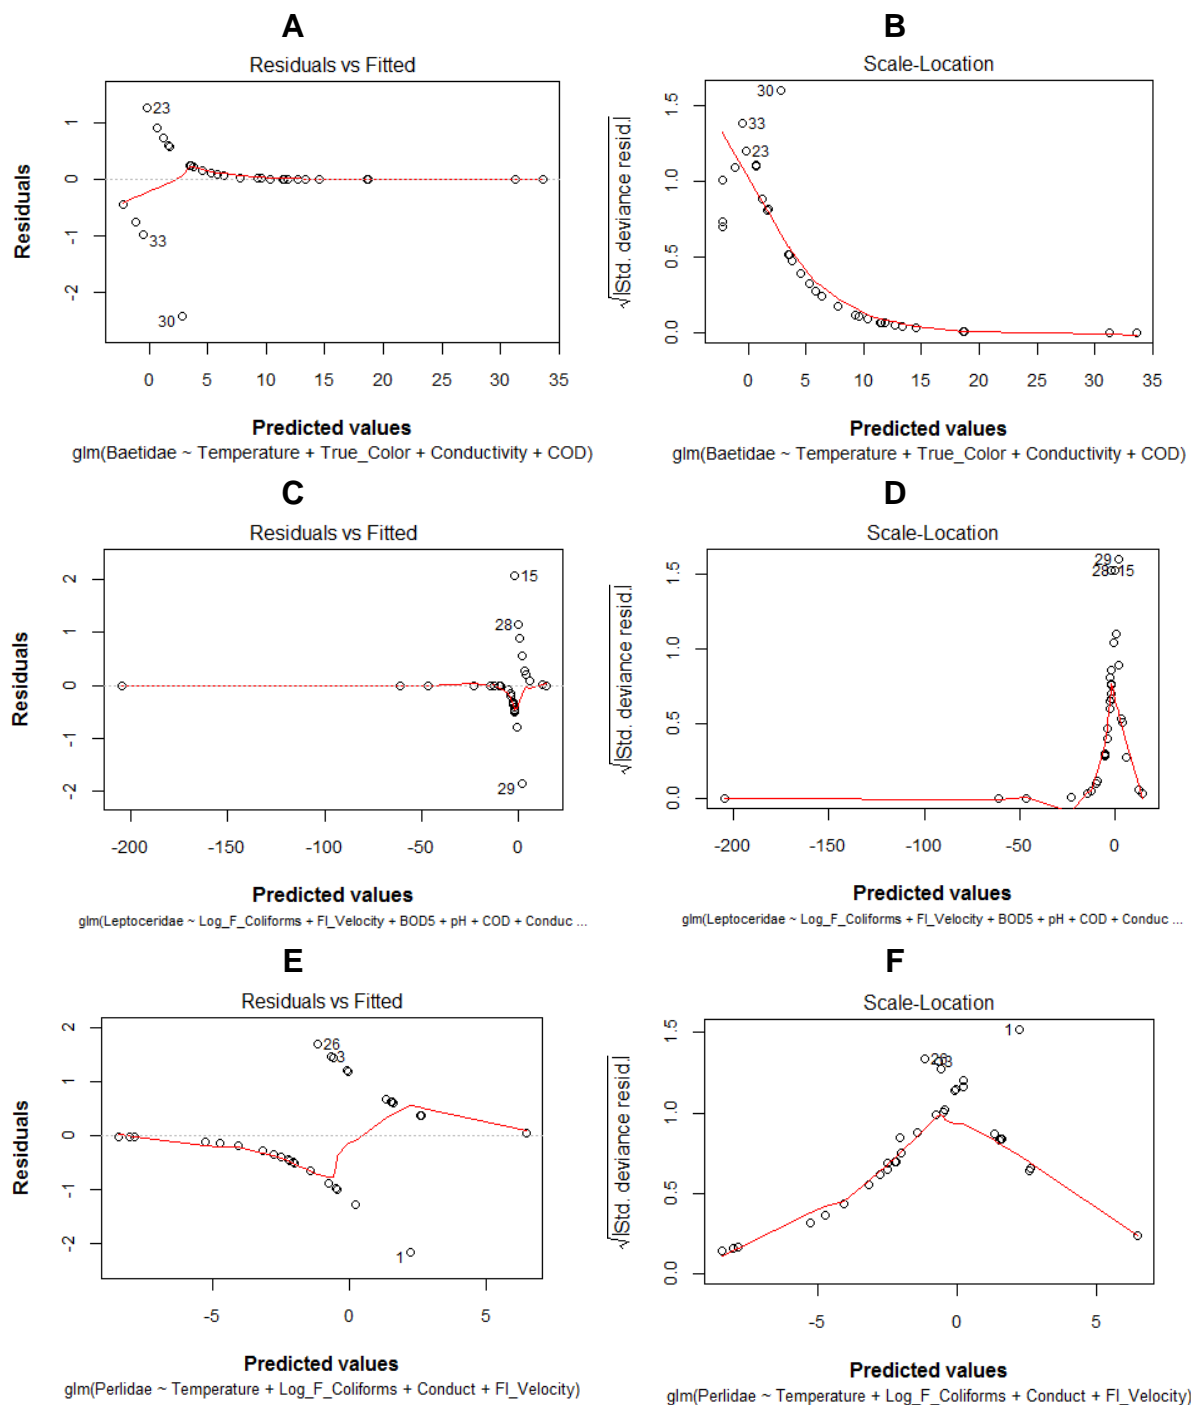 A
Residuals vs Fitted
Residuals
1
0
-1
-2
23
33
30
0 5 10 15 20 25 30 35
Predicted values
glm(Baetidae ~ Temperature + True_Color + Conductivity + COD)
B
Scale-Location
√|Std. deviance resid.|
1.5
1.0
0.5
0.0
30
33
23
0 5 10 15 20 25 30 35
Predicted values
glm(Baetidae ~ Temperature + True_Color + Conductivity + COD)
C
Residuals vs Fitted
Residuals
2
1
0
-1
-2
15
28
29
-200 -150 -100 -50 0
Predicted values
glm(Leptoceridae ~ Log_F_Coliforms + Fl_Velocity + BOD5 + pH + COD + Conduc ...
D
Scale-Location
√|Std. deviance resid.|
1.5
1.0
0.5
0.0
29
28 15
-200 -150 -100 -50 0
Predicted values
glm(Leptoceridae ~ Log_F_Coliforms + Fl_Velocity + BOD5 + pH + COD + Conduc ...
E
Residuals vs Fitted
Residuals
2
1
0
-1
-2
26
3
1
-5 0 5
Predicted values
glm(Perlidae ~ Temperature + Log_F_Coliforms + Conduct + Fl_Velocity)
F
Scale-Location
√|Std. deviance resid.|
1.5
1.0
0.5
0.0
1
26 3
-5 0 5
Predicted values
glm(Perlidae ~ Temperature + Log_F_Coliforms + Conduct + Fl_Velocity)